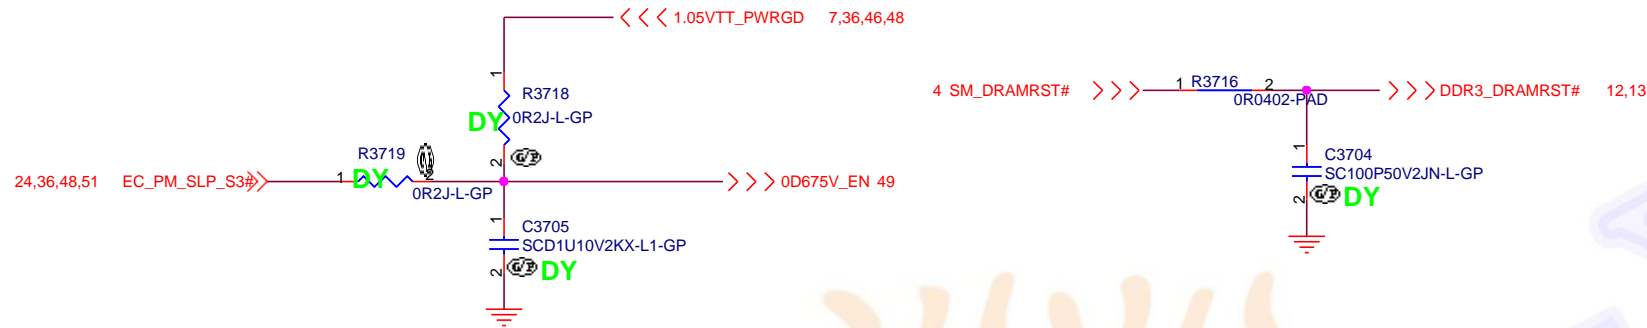 1.05VTT_PWRGD 7,36,46,48
1
R3718
DY
0R2J-L-GP
2
G/P
R3719
24,36,48,51 EC_PM_SLP_S3#
1
DY
2
0R2J-L-GP
0D675V_EN 49
1
C3705
SCD1U10V2KX-L1-GP
2
G/P
DY
4 SM_DRAMRST#
1
R3716
2
0R0402-PAD
DDR3_DRAMRST# 12,13
1
C3704
SC100P50V2JN-L-GP
2
G/P
DY